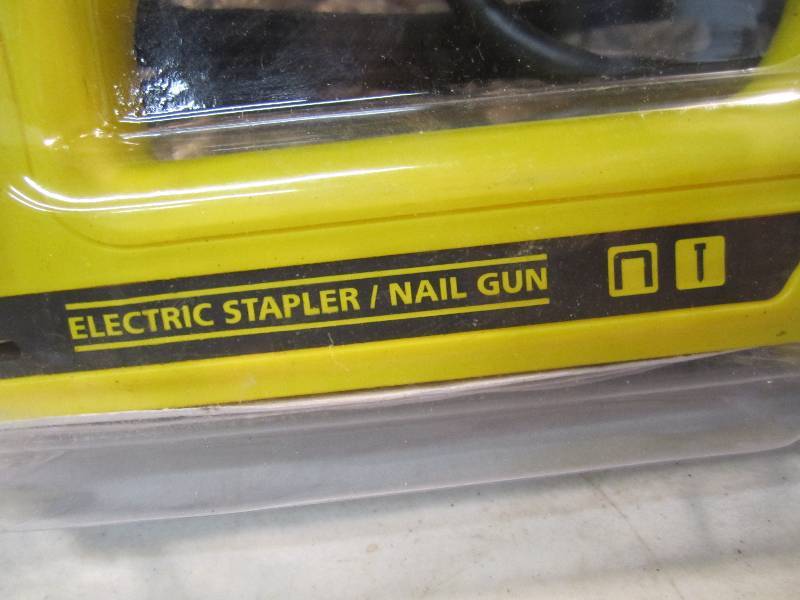 ELECTRIC STAPLER / NAIL GUN